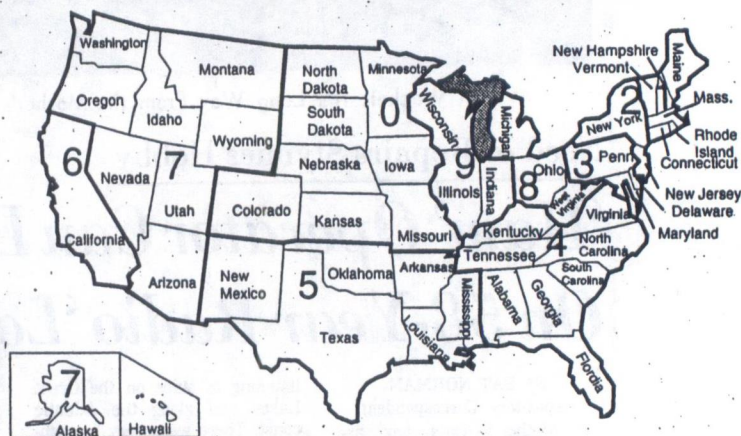 Washington
Montana
North
Dakota
Minnesota
New Hampshire
Vermont
Maine
Oregon
Idaho
South
Dakota
0
Wisconsin
Michigan
2
New York
Mass.
Rhode
Island
Connecticut
Wyoming
6
Nevada
7
Nebraska
Iowa
9
Illinois
Indiana
8
Ohio
3
Penn.
New Jersey
Delaware
Maryland
Utah
Colorado
Kansas
Missouri
Kentucky
West
Virginia
Virginia
California
Arizona
New
Mexico
5
Oklahoma
Arkansas
Tennessee
4
North
Carolina
South
Carolina
Texas
Louisiana
Mississippi
Alabama
Georgia
Flordia
7
Alaska
Hawaii